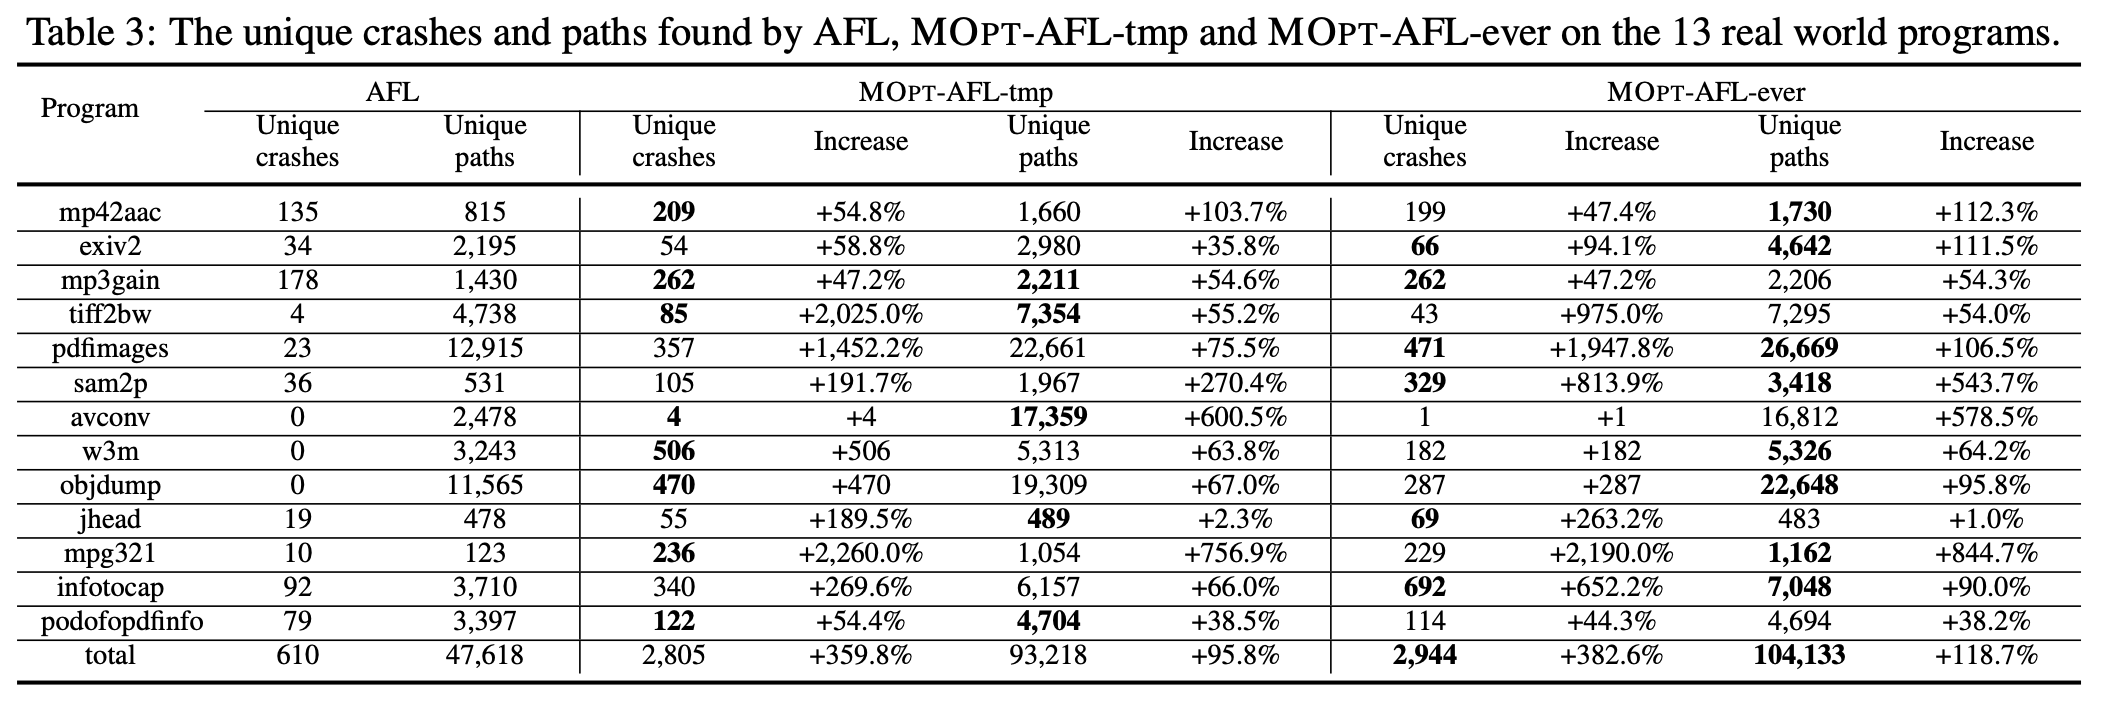 Table 3: The unique crashes and paths found by AFL, MOPT-AFL-tmp and MOPT-AFL-ever on the 13 real world programs.
Program AFL MOPT-AFL-tmp MOPT-AFL-ever
Unique crashes Unique paths Unique crashes Increase Unique paths Increase Unique crashes Increase Unique paths Increase
mp42aac 135 815 209 +54.8% 1,660 +103.7% 199 +47.4% 1,730 +112.3%
exiv2 34 2,195 54 +58.8% 2,980 +35.8% 66 +94.1% 4,642 +111.5%
mp3gain 178 1,430 262 +47.2% 2,211 +54.6% 262 +47.2% 2,206 +54.3%
tiff2bw 4 4,738 85 +2,025.0% 7,354 +55.2% 43 +975.0% 7,295 +54.0%
pdfimages 23 12,915 357 +1,452.2% 22,661 +75.5% 471 +1,947.8% 26,669 +106.5%
sam2p 36 531 105 +191.7% 1,967 +270.4% 329 +813.9% 3,418 +543.7%
avconv 0 2,478 4 +4 17,359 +600.5% 1 +1 16,812 +578.5%
w3m 0 3,243 506 +506 5,313 +63.8% 182 +182 5,326 +64.2%
objdump 0 11,565 470 +470 19,309 +67.0% 287 +287 22,648 +95.8%
jhead 19 478 55 +189.5% 489 +2.3% 69 +263.2% 483 +1.0%
mpg321 10 123 236 +2,260.0% 1,054 +756.9% 229 +2,190.0% 1,162 +844.7%
infotocap 92 3,710 340 +269.6% 6,157 +66.0% 692 +652.2% 7,048 +90.0%
podofopdfinfo 79 3,397 122 +54.4% 4,704 +38.5% 114 +44.3% 4,694 +38.2%
total 610 47,618 2,805 +359.8% 93,218 +95.8% 2,944 +382.6% 104,133 +118.7%